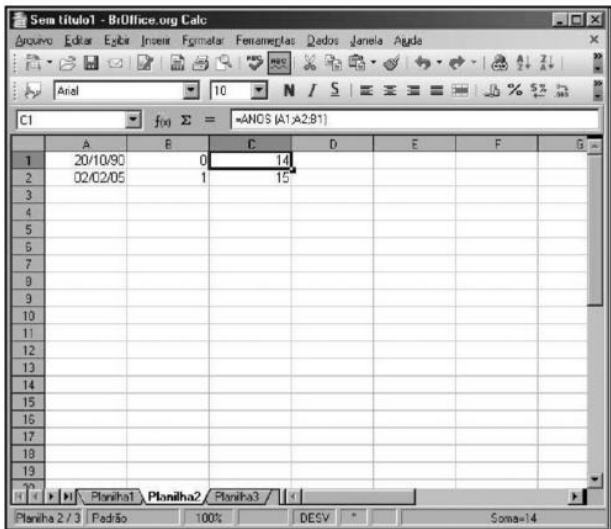 Sem título1 - BrOffice.org Calc
Arquivo Editar Exibir Inserir Formatar Ferramentas Dados Janela Ajuda
Arial 10 N I S
C1 f(x) Σ = =ANOS (A1;A2;B1)
A B C D E F G
1 20/10/90 0 14
2 02/02/05 1 15
3
4
5
6
7
8
9
10
11
12
13
14
15
16
17
18
19
20
Planilha1 Planilha2 Planilha3
Planilha 2 / 3 Padrão 100% DESV * Soma=14